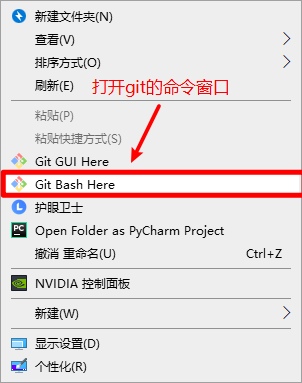 新建文件夹(N)
查看(V)
排序方式(O)
刷新(E)
打开git的命令窗口
粘贴(P)
粘贴快捷方式(S)
Git GUI Here
Git Bash Here
护眼卫士
Open Folder as PyCharm Project
撤消 重命名(U) Ctrl+Z
NVIDIA 控制面板
新建(W)
显示设置(D)
个性化(R)